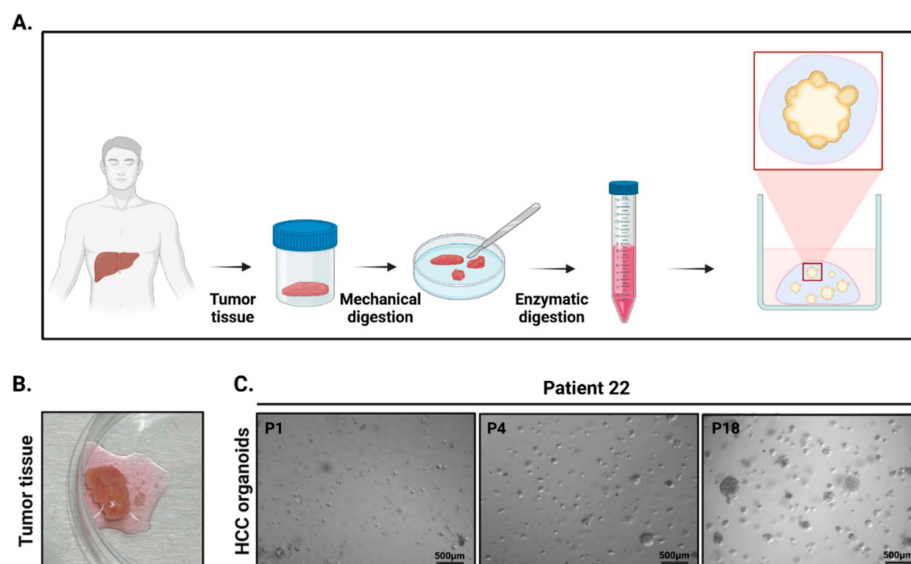 A.
Tumor
tissue
Mechanical
digestion
Enzymatic
digestion
B.
Tumor tissue
C.
Patient 22
HCC organoids
P1
500µm
P4
500µm
P18
500µm